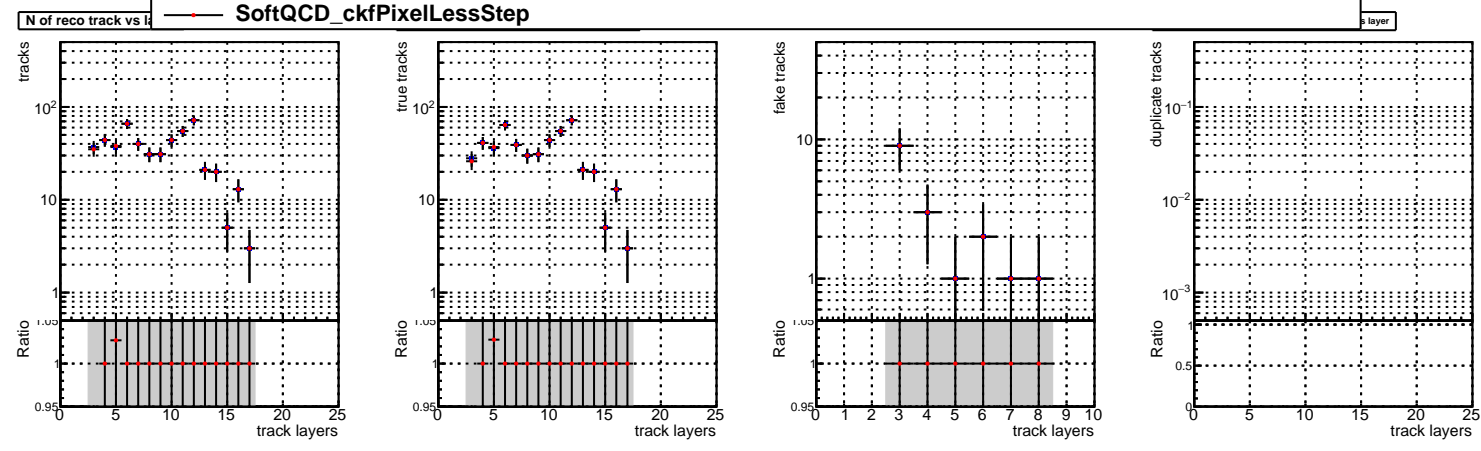 SoftQCD_ckfPixelLessStep
N of reco track vs la
s layer
tracks
10²
10
1
Ratio
1.05
1
0.95
0 5 10 15 20 25
track layers
true tracks
10²
10
1
Ratio
1.05
1
0.95
0 5 10 15 20 25
track layers
fake tracks
10
1
Ratio
1.05
1
0.95
0 1 2 3 4 5 6 7 8 9 10
track layers
duplicate tracks
10⁻¹
10⁻²
10⁻³
Ratio
1
0.5
0
0 5 10 15 20 25
track layers